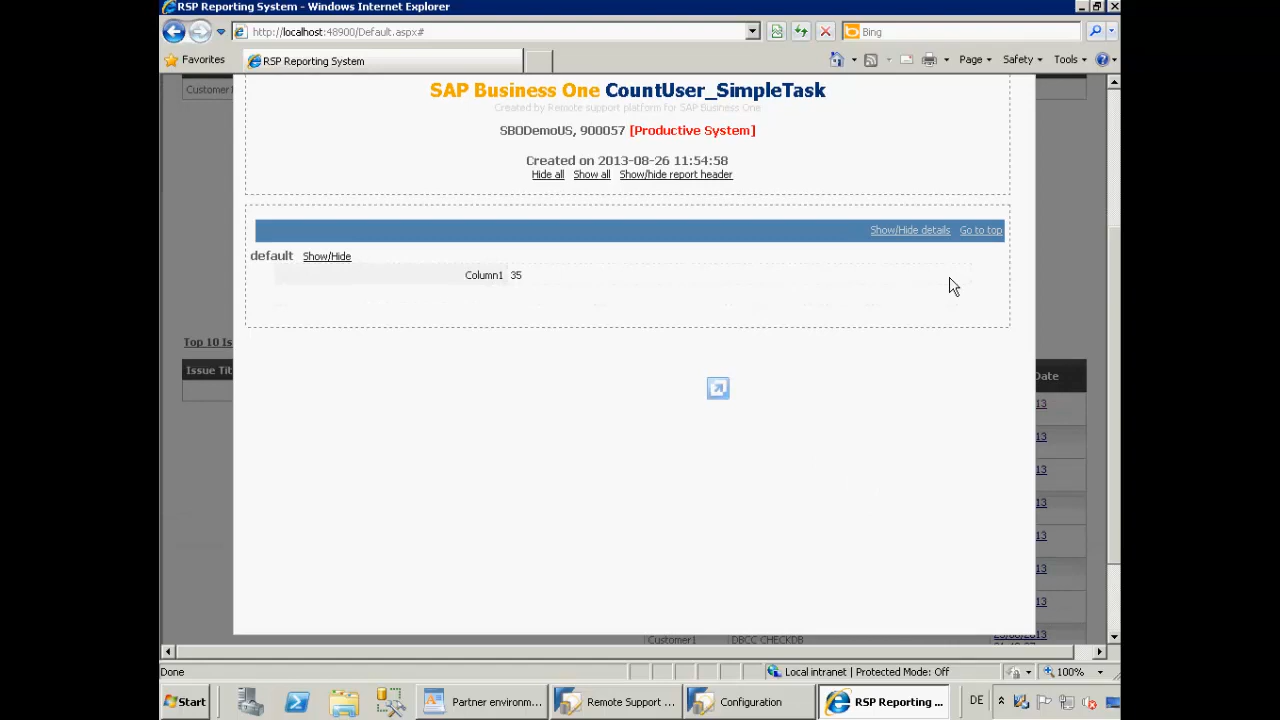 RSP Reporting System - Windows Internet Explorer
http://localhost:48900/Default.aspx#
Bing
Favorites
RSP Reporting System
Page
Safety
Tools
Customer1
SAP Business One CountUser_SimpleTask
Created by Remote support platform for SAP Business One
SBODemoUS, 900057 [Productive System]
Created on 2013-08-26 11:54:58
Hide all Show all Show/hide report header
Show/Hide details Go to top
default Show/Hide
Column1 35
Top 10 Is
Issue Tit
Date
13
13
13
13
13
13
13
Customer1 DBCC CHECKDB
Done
Local intranet | Protected Mode: Off
100%
Start
Partner environm...
Remote Support ...
Configuration
RSP Reporting ...
DE